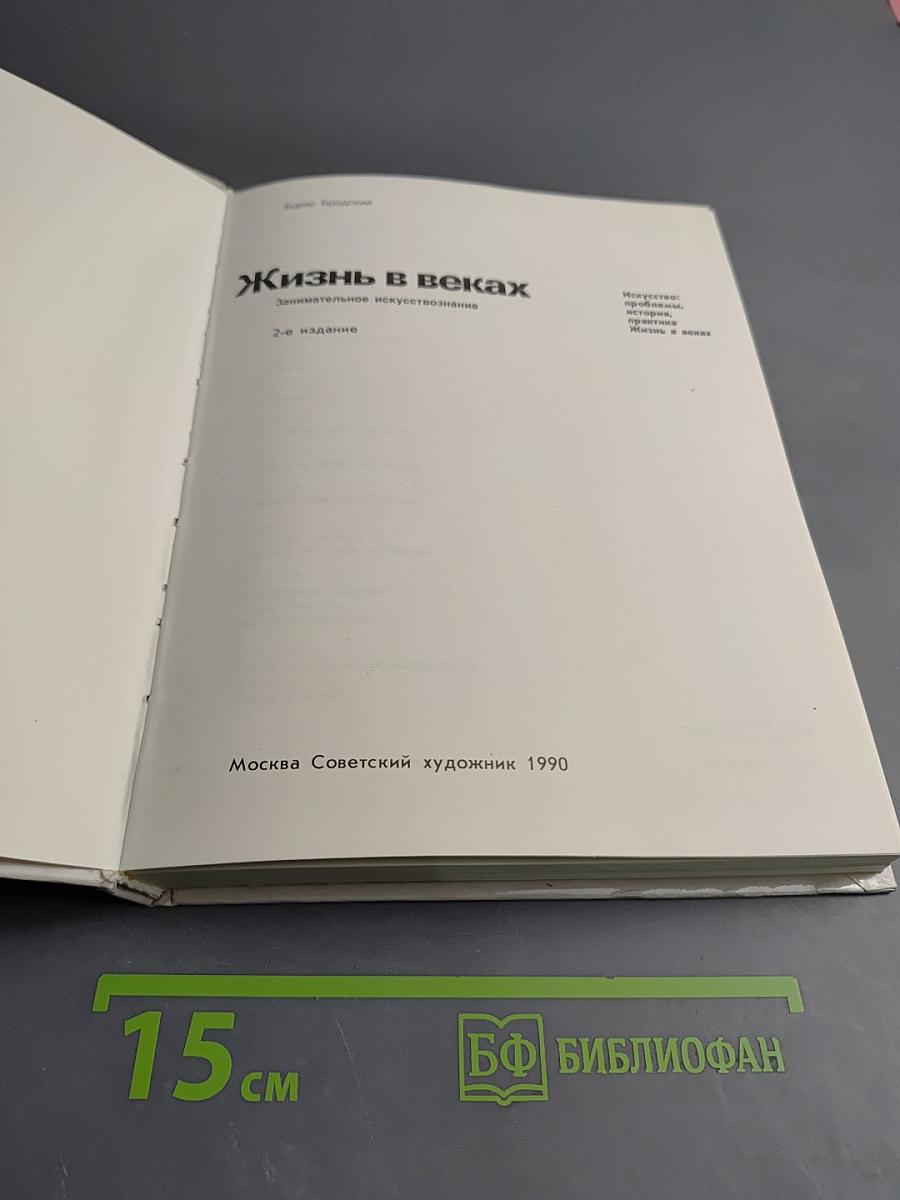 Борис Бродский
Жизнь в веках
Занимательное искусствознание
2-е издание
Искусство:
проблемы,
история,
практика
Жизнь в веках
Москва Советский художник 1990
15 см
БФ БИБЛИОФАН